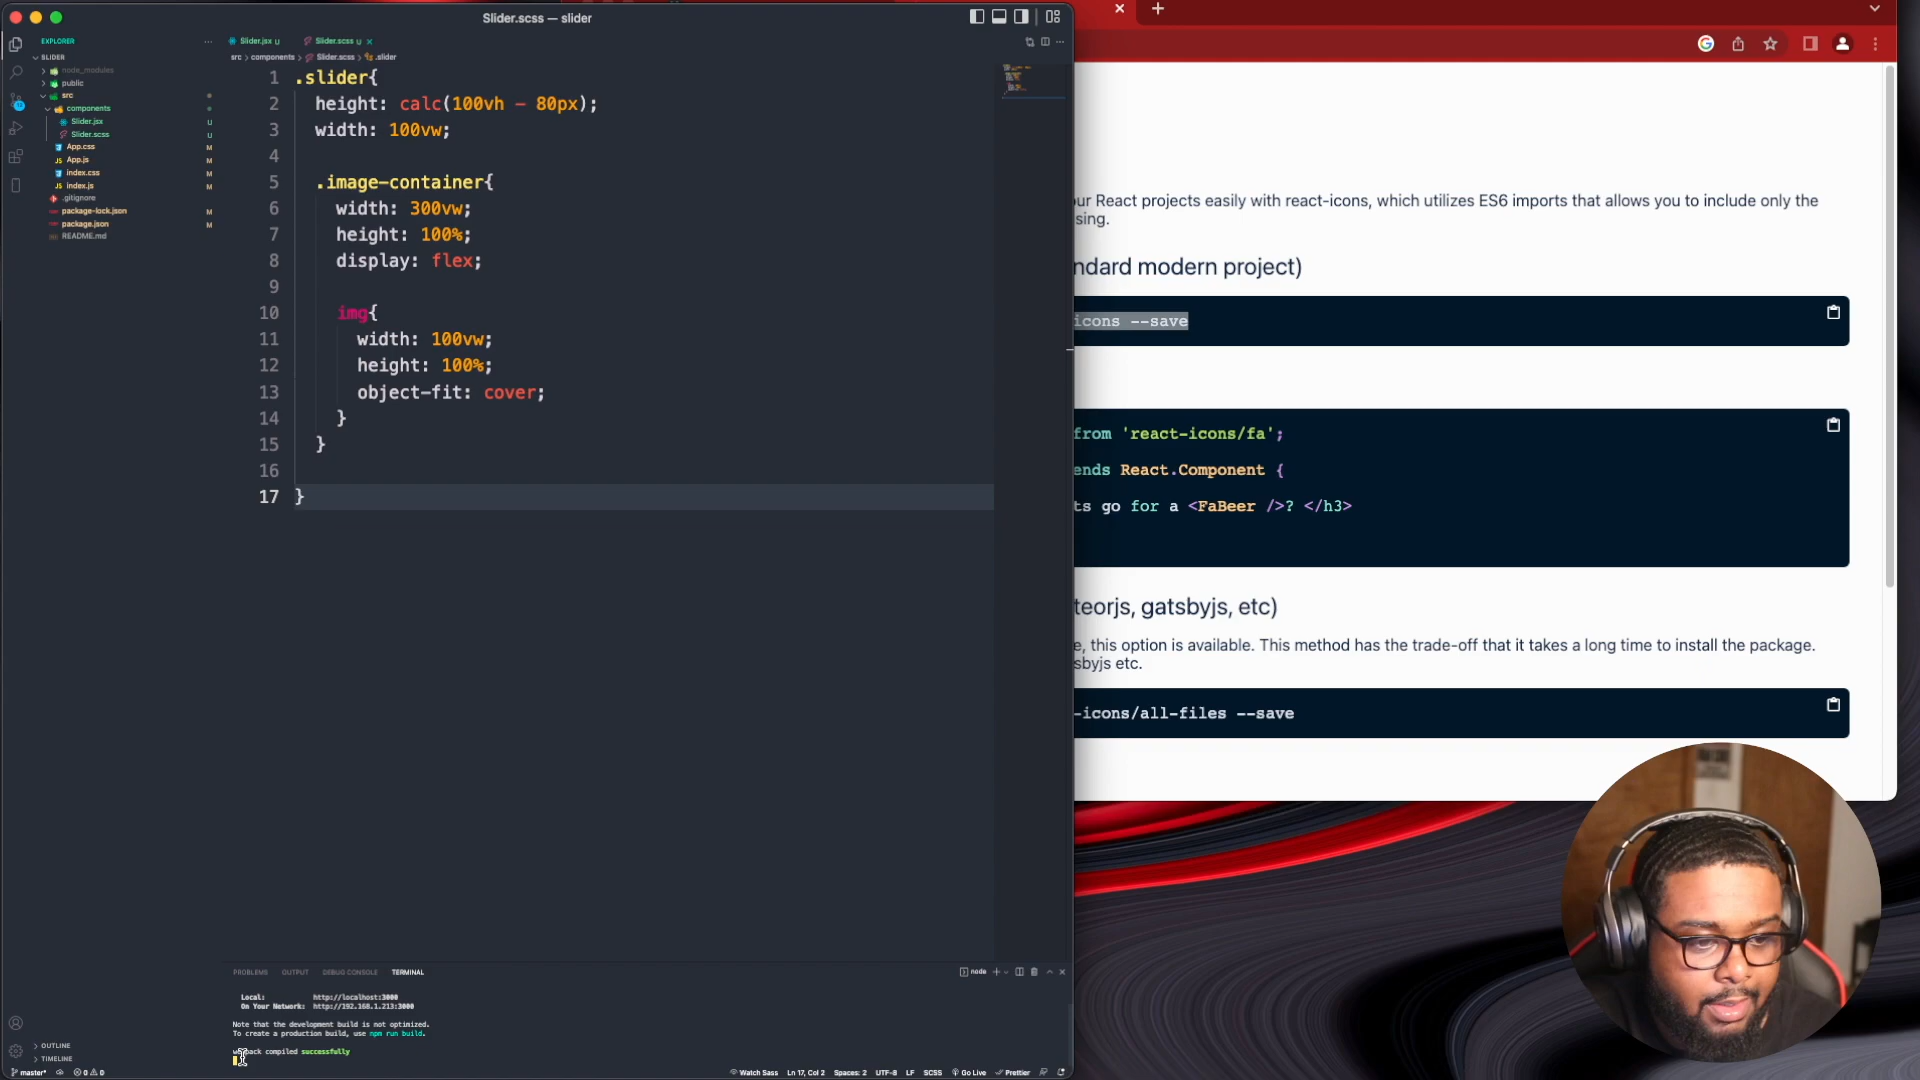 Slider.scss — slider
EXPLORER
SLIDER
node_modules
public
src
components
Slider.jsx U
Slider.scss U
App.css M
App.js M
index.css M
index.js M
.gitignore
package-lock.json M
package.json M
README.md
OUTLINE
TIMELINE
Slider.jsx U
Slider.scss U
src > components > Slider.scss > .slider
1 .slider{
2 height: calc(100vh - 80px);
3 width: 100vw;
4
5 .image-container{
6 width: 300vw;
7 height: 100%;
8 display: flex;
9
10 img{
11 width: 100vw;
12 height: 100%;
13 object-fit: cover;
14 }
15 }
16
17 }
PROBLEMS OUTPUT DEBUG CONSOLE TERMINAL
node
Local: http://localhost:3000
On Your Network: http://192.168.1.213:3000
Note that the development build is not optimized.
To create a production build, use npm run build.
compiled successfully
master* 0 0
Watch Sass Ln 17, Col 2 Spaces: 2 UTF-8 LF SCSS Go Live Prettier
ur React projects easily with react-icons, which utilizes ES6 imports that allows you to include only the
sing.
ndard modern project)
icons --save
from 'react-icons/fa';
ends React.Component {
ts go for a <FaBeer />? </h3>
teorjs, gatsbyjs, etc)
e, this option is available. This method has the trade-off that it takes a long time to install the package.
sbyjs etc.
-icons/all-files --save